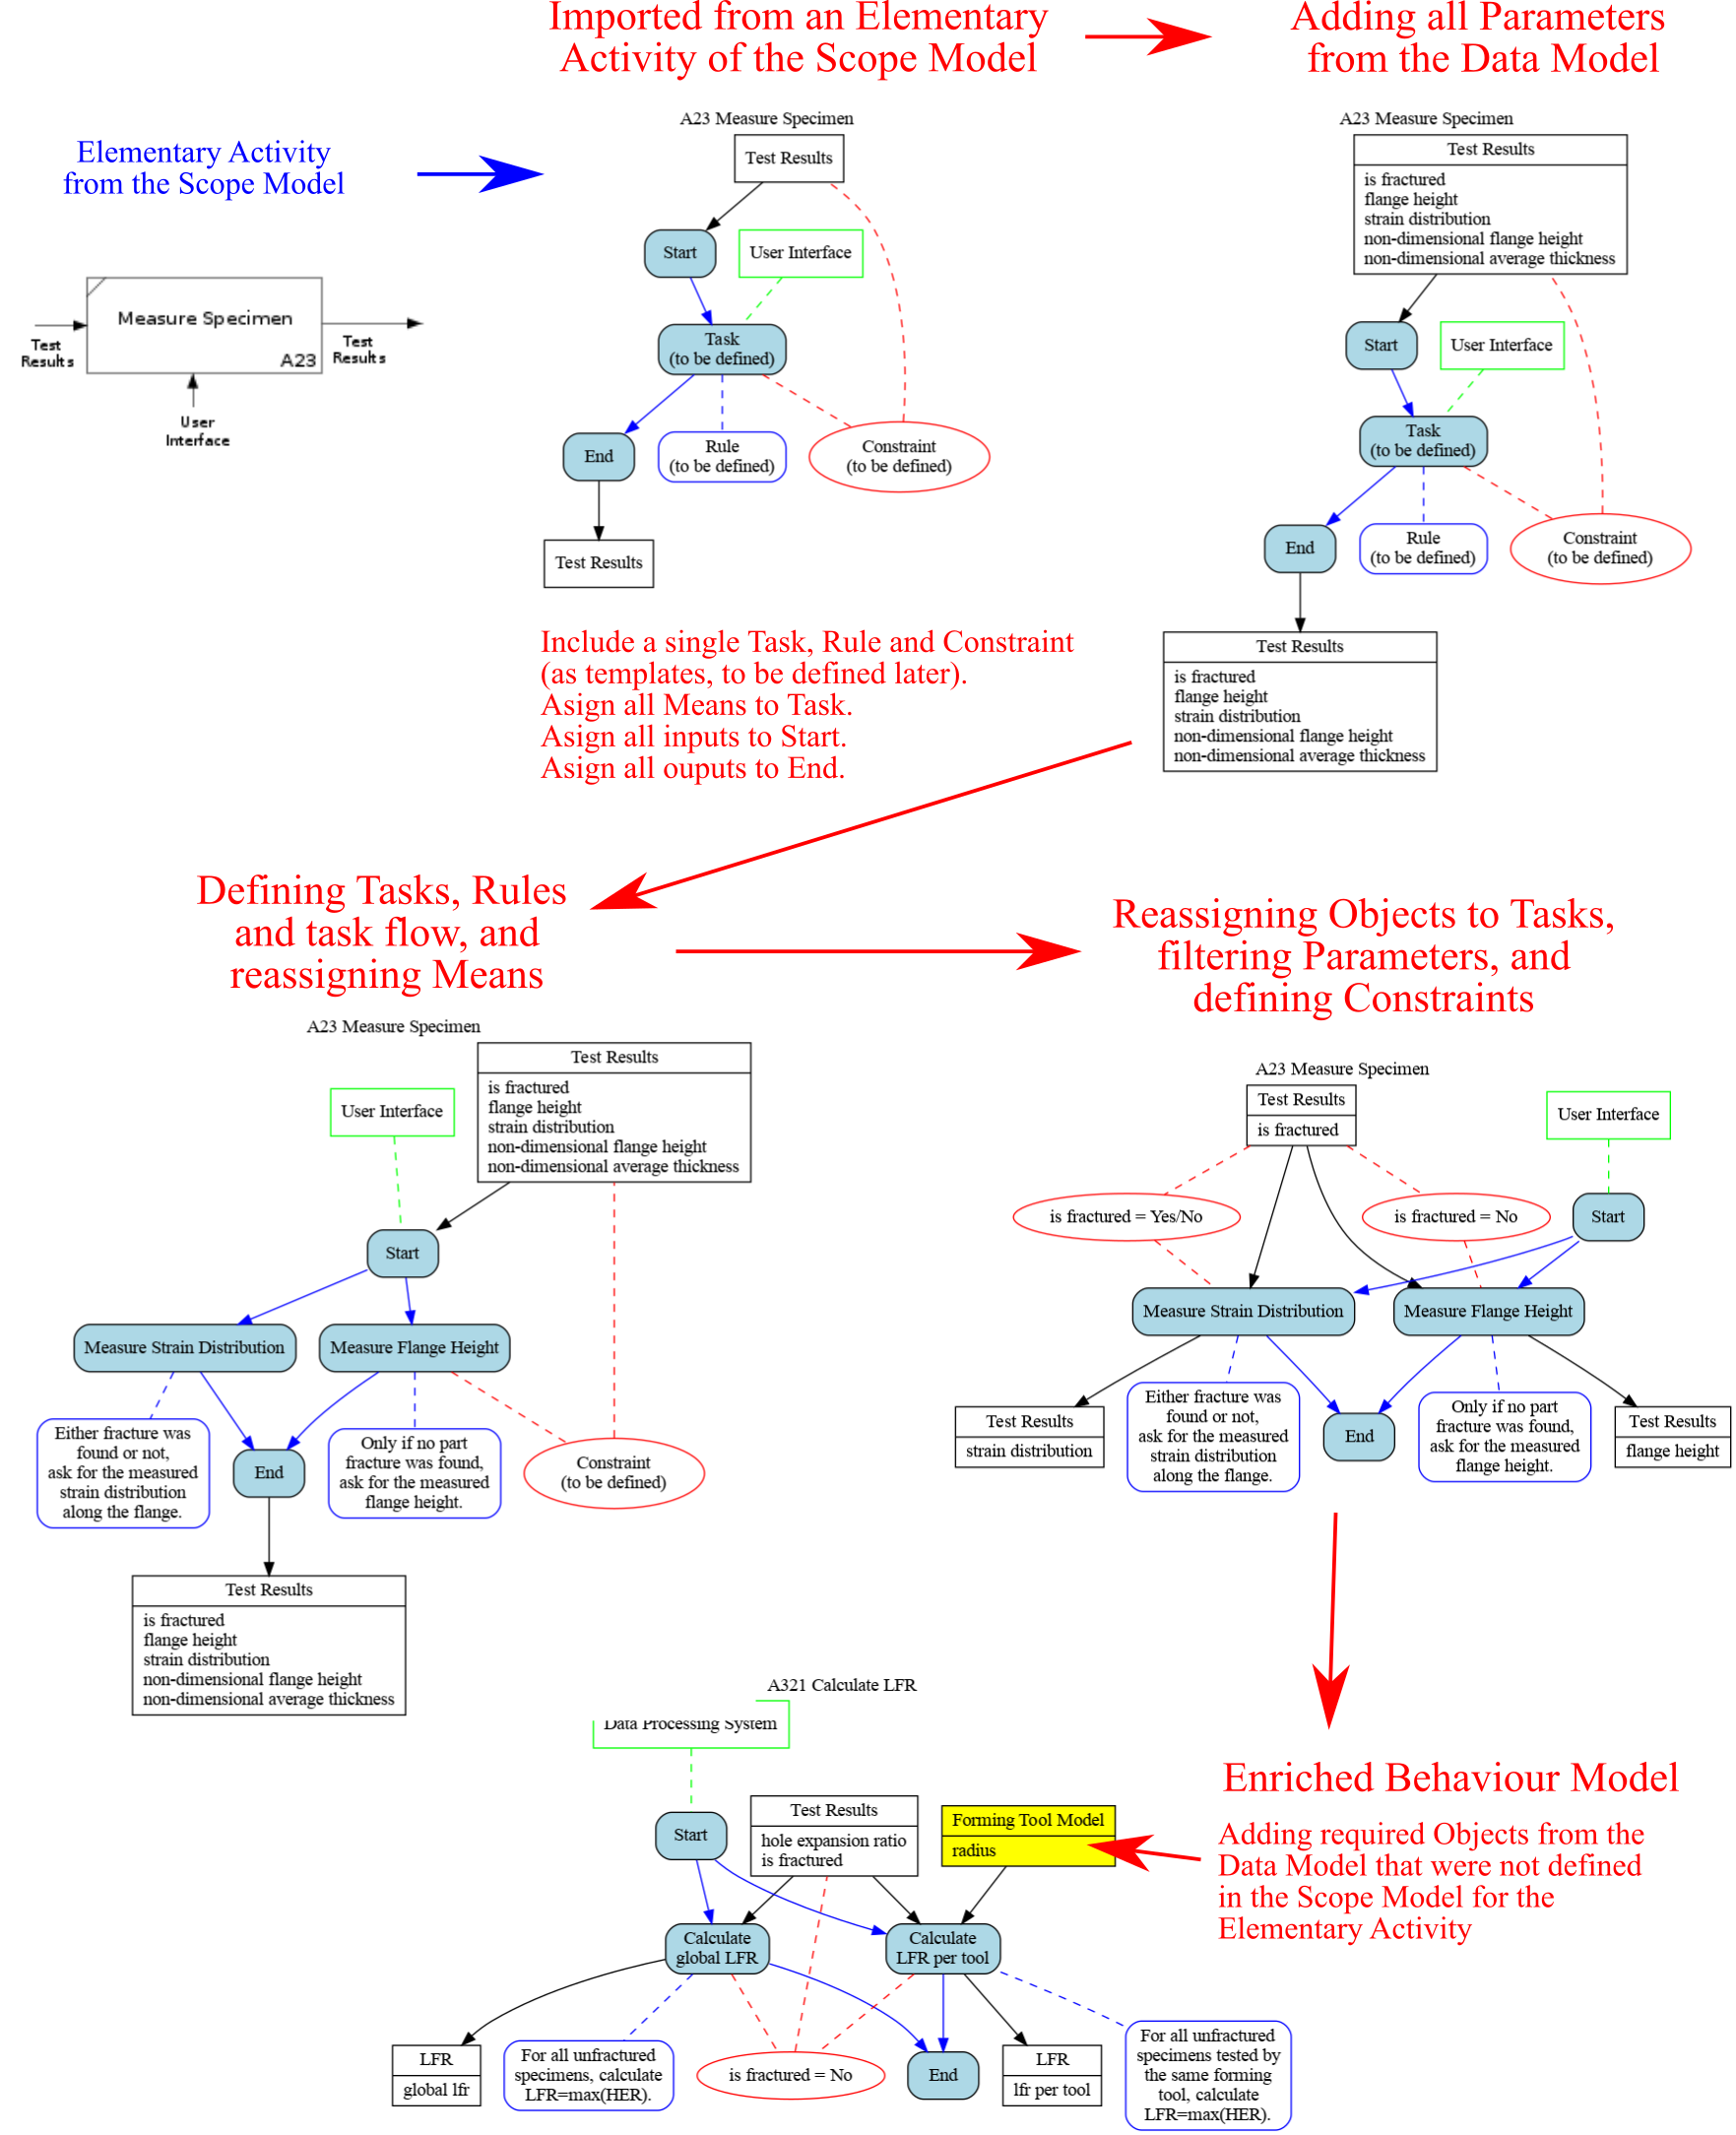 Imported from an Elementary
Activity of the Scope Model
Adding all Parameters
from the Data Model
Elementary Activity
from the Scope Model
Measure Specimen
A23
Test
Results
Test
Results
User
Interface
A23 Measure Specimen
Test Results
Start
User Interface
Task
(to be defined)
End
Rule
(to be defined)
Constraint
(to be defined)
Test Results
A23 Measure Specimen
Test Results
is fractured
flange height
strain distribution
non-dimensional flange height
non-dimensional average thickness
Start
User Interface
Task
(to be defined)
End
Rule
(to be defined)
Constraint
(to be defined)
Test Results
is fractured
flange height
strain distribution
non-dimensional flange height
non-dimensional average thickness
Include a single Task, Rule and Constraint
(as templates, to be defined later).
Asign all Means to Task.
Asign all inputs to Start.
Asign all ouputs to End.
Defining Tasks, Rules
and task flow, and
reassigning Means
A23 Measure Specimen
User Interface
Test Results
is fractured
flange height
strain distribution
non-dimensional flange height
non-dimensional average thickness
Start
Measure Strain Distribution
Measure Flange Height
Either fracture was
found or not,
ask for the measured
strain distribution
along the flange.
End
Only if no part
fracture was found,
ask for the measured
flange height.
Constraint
(to be defined)
Test Results
is fractured
flange height
strain distribution
non-dimensional flange height
non-dimensional average thickness
Reassigning Objects to Tasks,
filtering Parameters, and
defining Constraints
A23 Measure Specimen
Test Results
is fractured
User Interface
is fractured = Yes/No
is fractured = No
Start
Measure Strain Distribution
Measure Flange Height
Test Results
strain distribution
Either fracture was
found or not,
ask for the measured
strain distribution
along the flange.
End
Only if no part
fracture was found,
ask for the measured
flange height.
Test Results
flange height
Enriched Behaviour Model
Adding required Objects from the
Data Model that were not defined
in the Scope Model for the
Elementary Activity
A321 Calculate LFR
Data Processing System
Start
Test Results
hole expansion ratio
is fractured
Forming Tool Model
radius
Calculate
global LFR
Calculate
LFR per tool
LFR
global lfr
For all unfractured
specimens, calculate
LFR=max(HER).
is fractured = No
End
LFR
lfr per tool
For all unfractured
specimens tested by
the same forming
tool, calculate
LFR=max(HER).